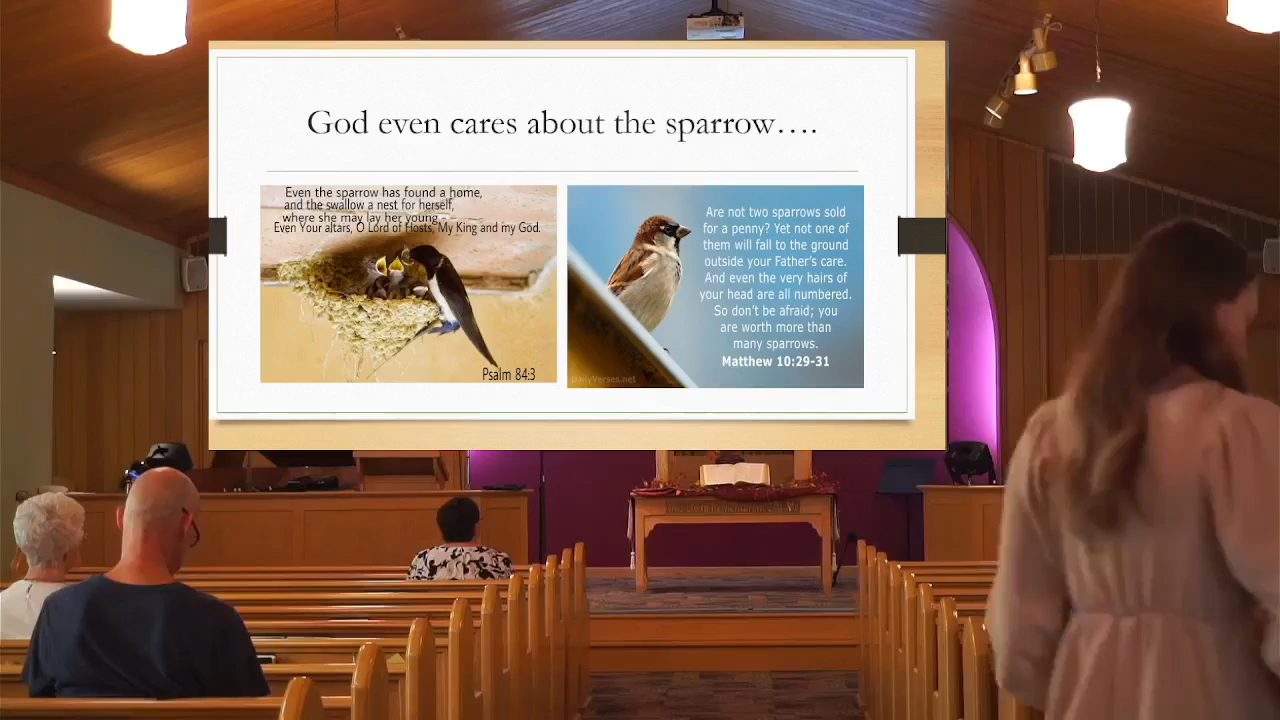 God even cares about the sparrow….
Even the sparrow has found a home,
and the swallow a nest for herself,
where she may lay her young -
Even Your altars, O Lord of Hosts, My King and my God.
Psalm 84:3
Are not two sparrows sold
for a penny? Yet not one of
them will fall to the ground
outside your Father's care.
And even the very hairs of
your head are all numbered.
So don't be afraid; you
are worth more than
many sparrows.
Matthew 10:29-31
DailyVerses.net